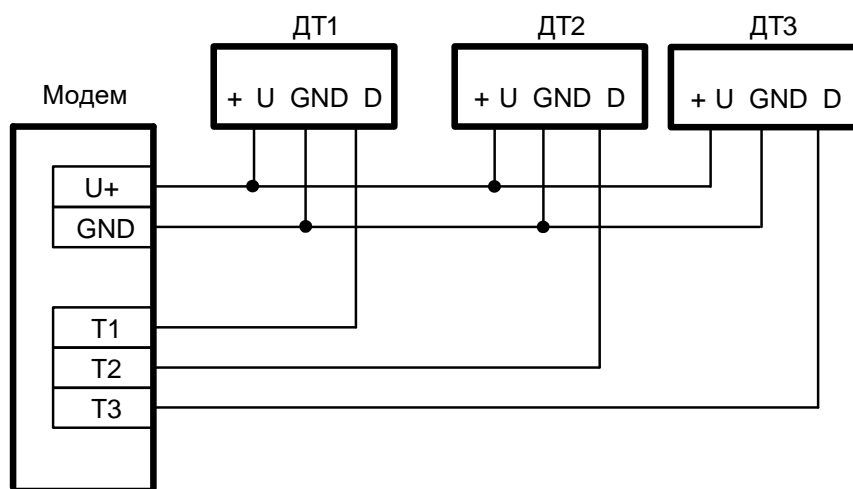 ДТ1
ДТ2
ДТ3
Модем
+ U GND D
+ U GND D
+ U GND D
U+
GND
T1
T2
T3